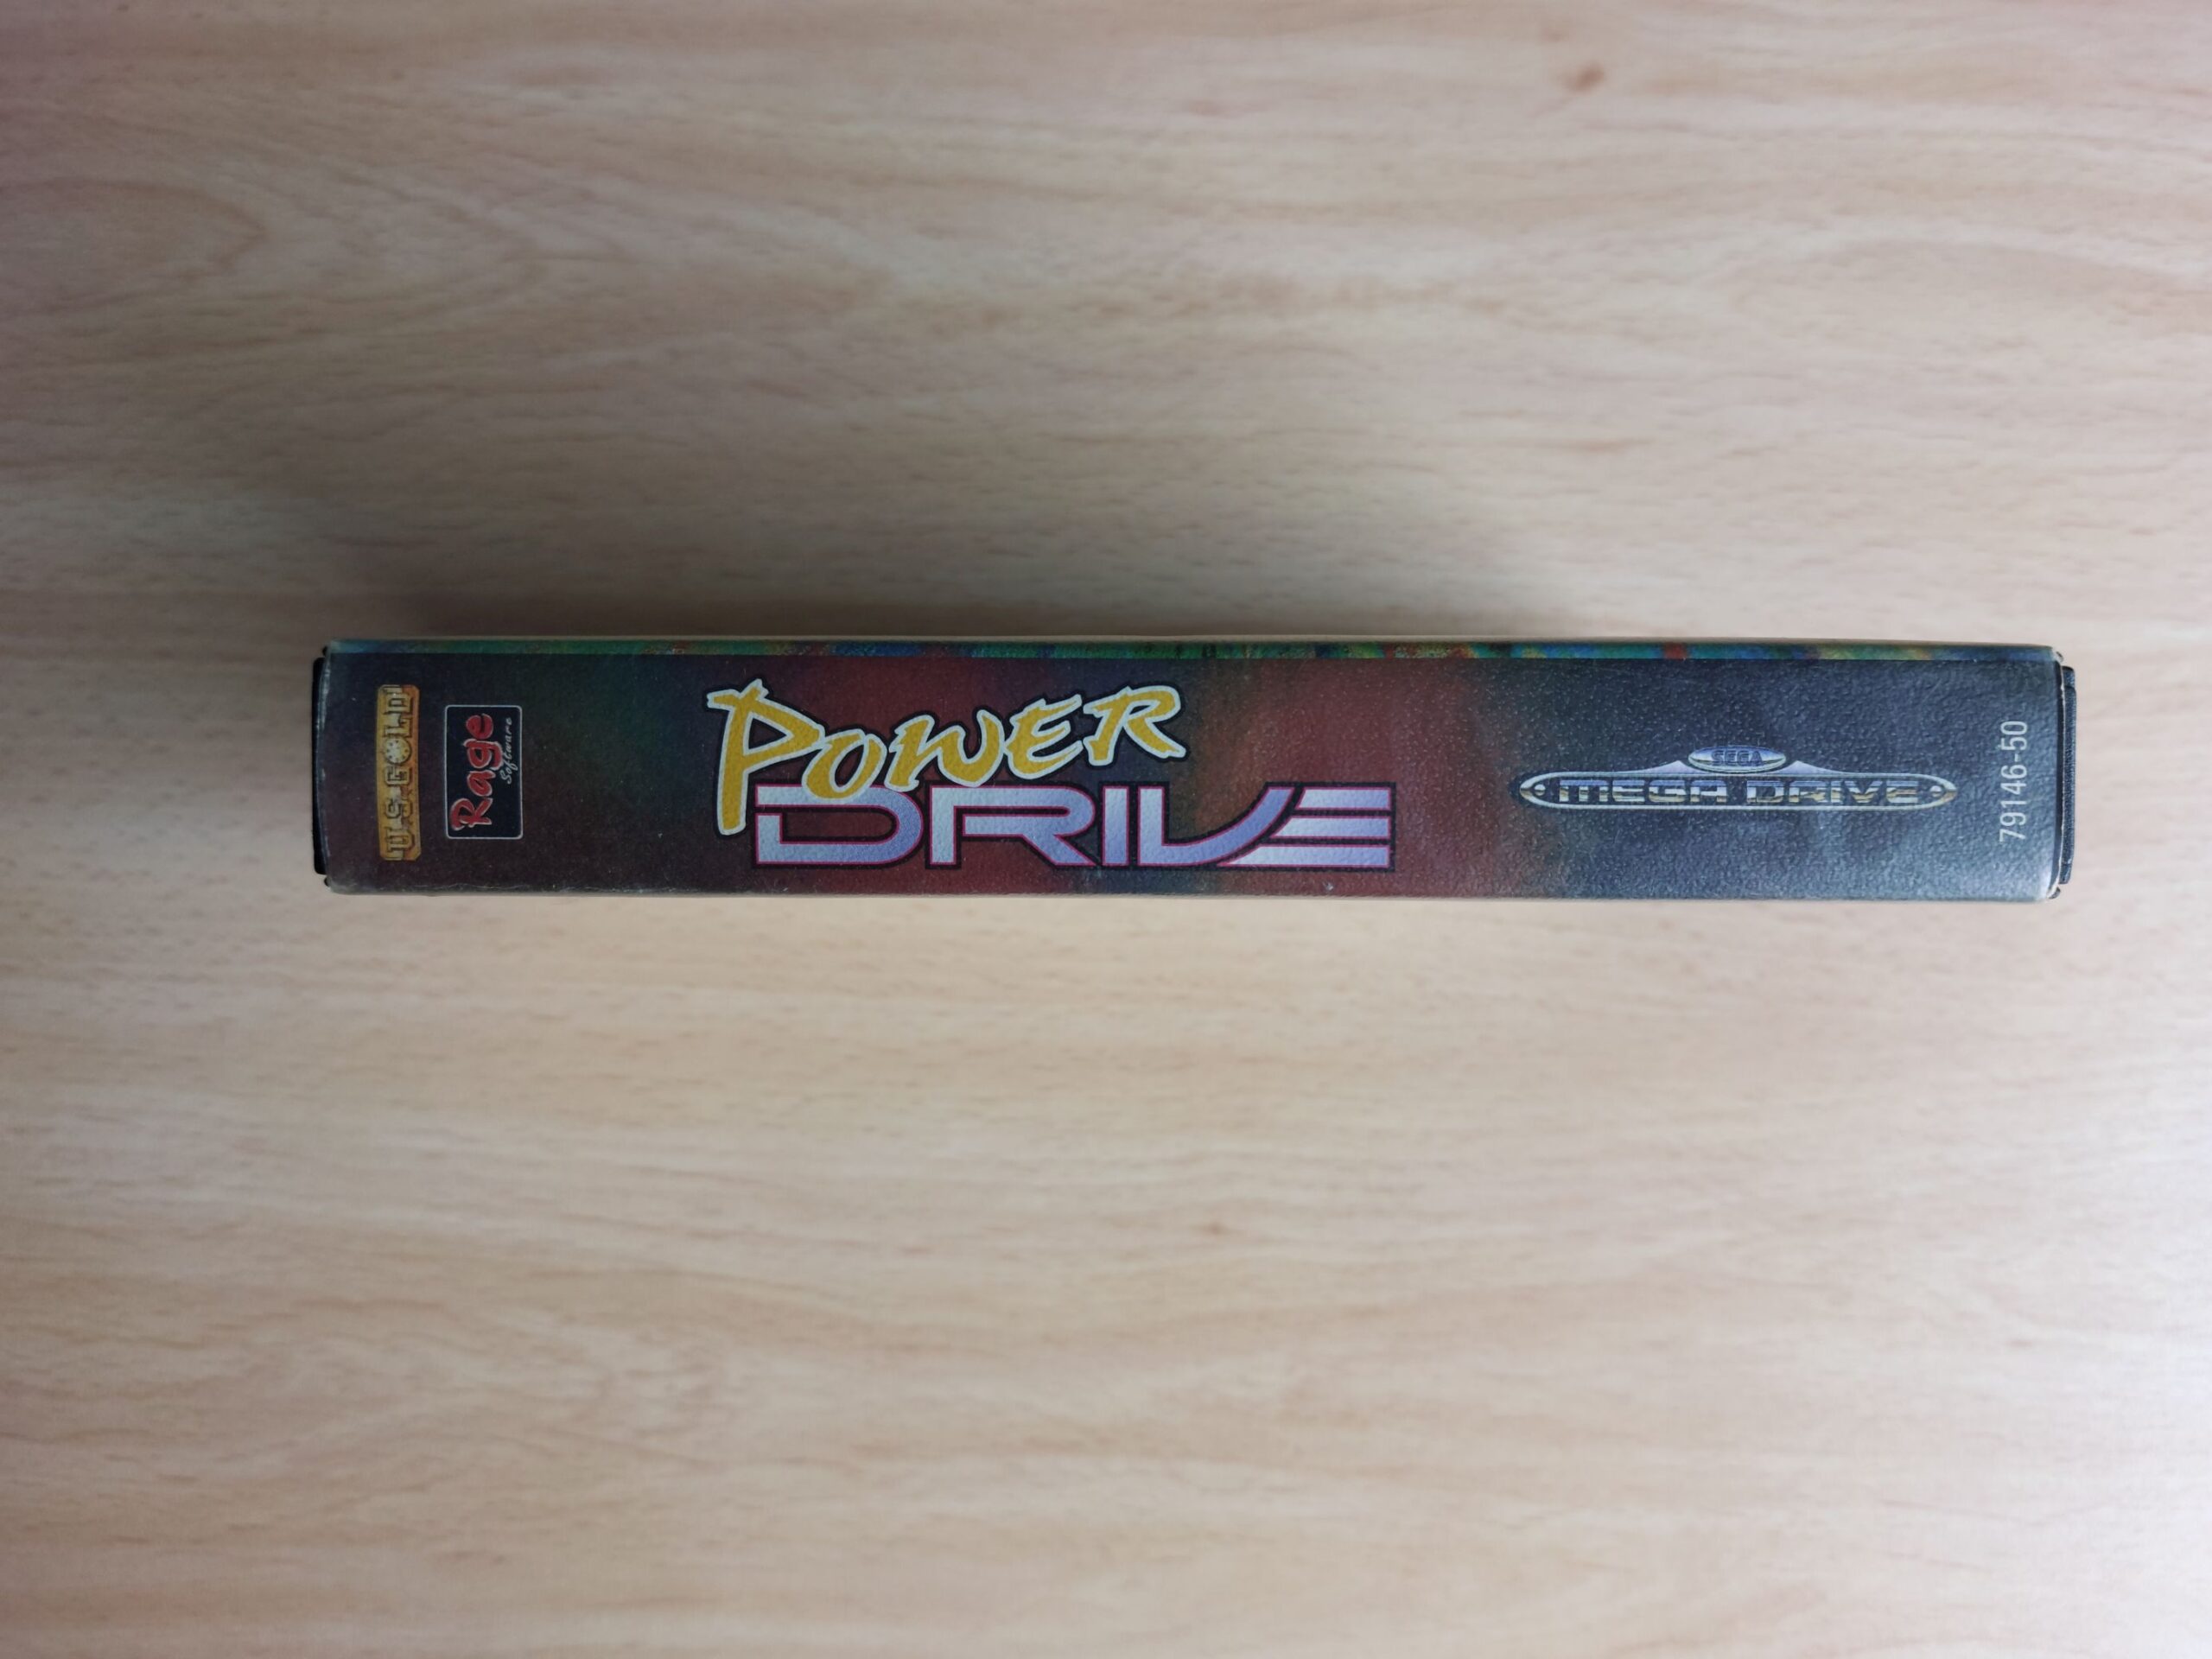 U.S. GOLD
Rage
Software
POWER
DRIVE
SEGA
MEGA DRIVE
79146-50